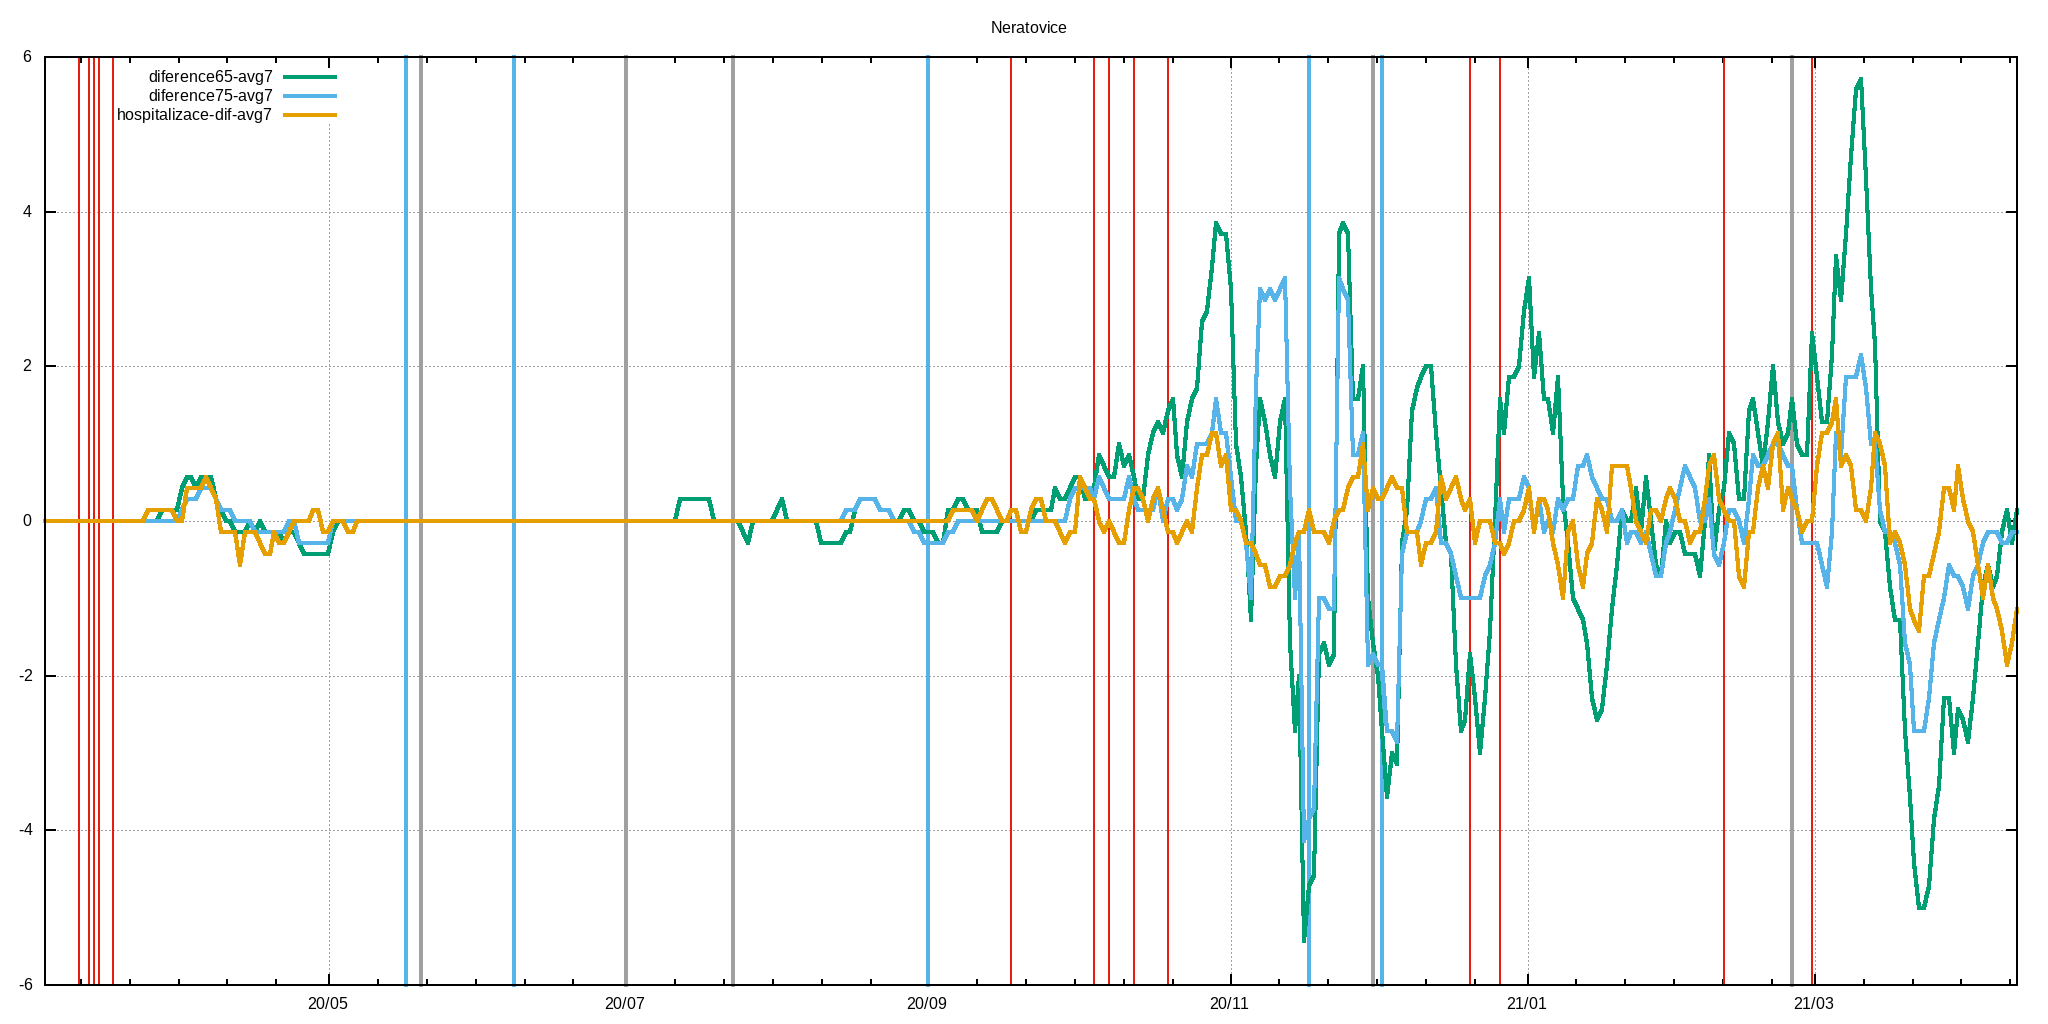 Neratovice
diference65-avg7
diference75-avg7
hospitalizace-dif-avg7
6
4
2
0
-2
-4
-6
20/05 20/07 20/09 20/11 21/01 21/03